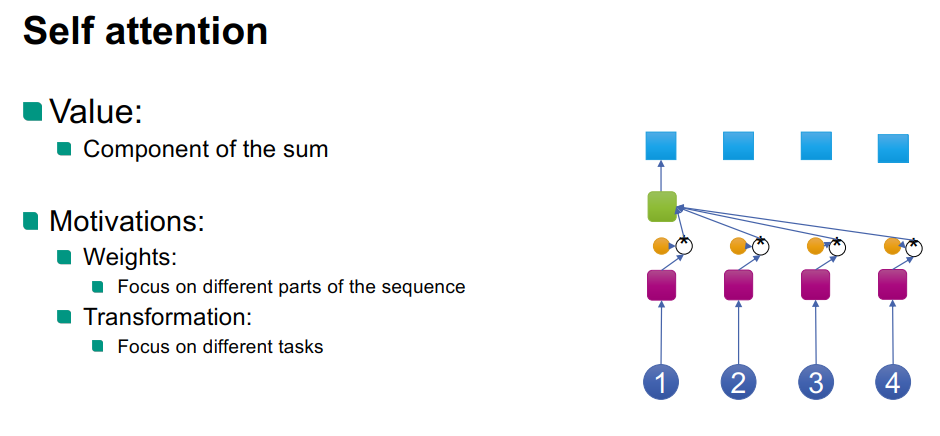 Self attention
Value:
Component of the sum
Motivations:
Weights:
Focus on different parts of the sequence
Transformation:
Focus on different tasks
* * * *
1 2 3 4